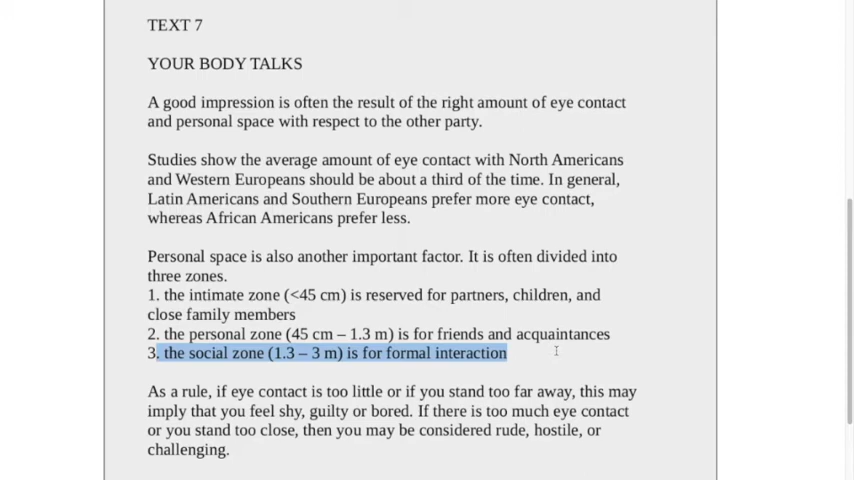 TEXT 7
YOUR BODY TALKS
A good impression is often the result of the right amount of eye contact
and personal space with respect to the other party.
Studies show the average amount of eye contact with North Americans
and Western Europeans should be about a third of the time. In general,
Latin Americans and Southern Europeans prefer more eye contact,
whereas African Americans prefer less.
Personal space is also another important factor. It is often divided into
three zones.
1. the intimate zone (<45 cm) is reserved for partners, children, and
close family members
2. the personal zone (45 cm – 1.3 m) is for friends and acquaintances
3. the social zone (1.3 – 3 m) is for formal interaction
As a rule, if eye contact is too little or if you stand too far away, this may
imply that you feel shy, guilty or bored. If there is too much eye contact
or you stand too close, then you may be considered rude, hostile, or
challenging.